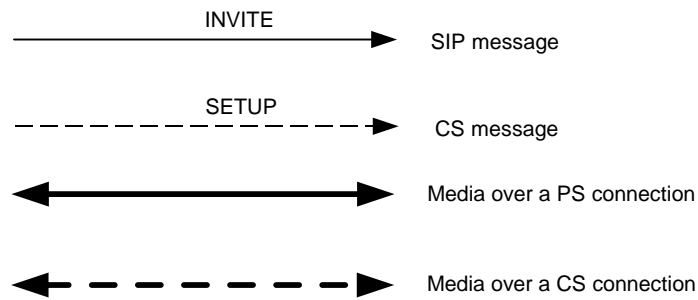 INVITE
SIP message
SETUP
CS message
Media over a PS connection
Media over a CS connection